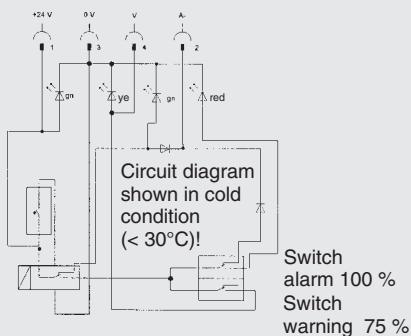 +24 V 0 V V A-
1 3 4 2
gn ye gn red
Circuit diagram
shown in cold
condition
(< 30°C)!
Switch
alarm 100 %
Switch
warning 75 %